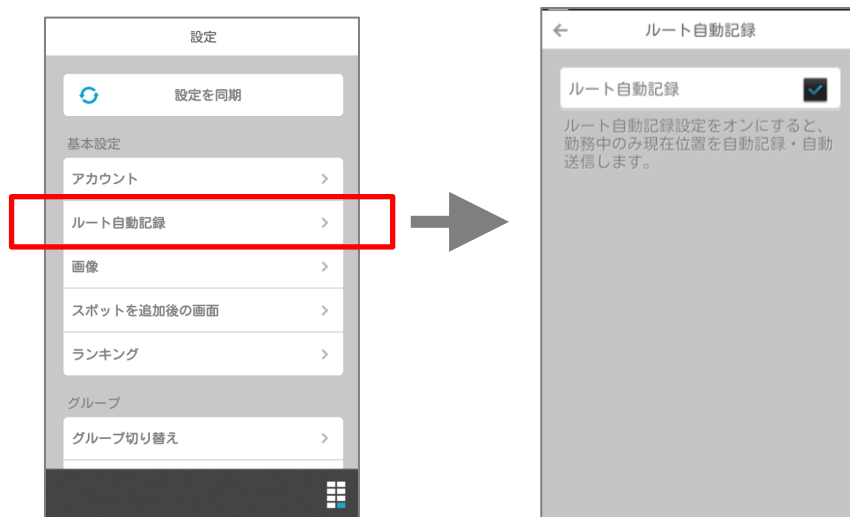 設定
設定を同期
基本設定
アカウント
ルート自動記録
画像
スポットを追加後の画面
ランキング
グループ
グループ切り替え
ルート自動記録
ルート自動記録
ルート自動記録設定をオンにすると、
勤務中のみ現在位置を自動記録・自動
送信します。